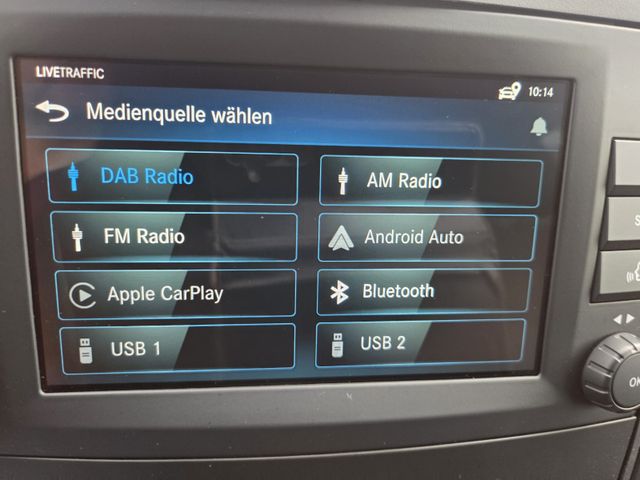 LIVETRAFFIC
10:14
Medienquelle wählen
DAB Radio
AM Radio
FM Radio
Android Auto
Apple CarPlay
Bluetooth
USB 1
USB 2
OK